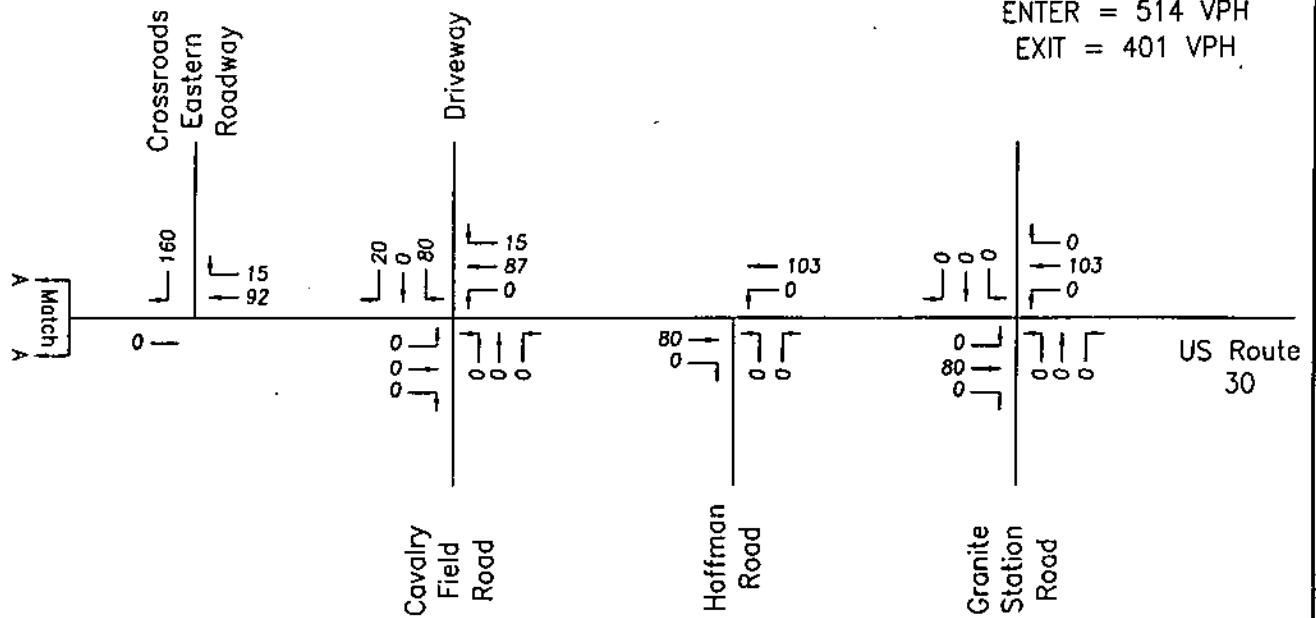 ENTER = 514 VPH
EXIT = 401 VPH
Crossroads
Eastern
Roadway
Driveway
A
Match
A
160
15
92
0
20
0
80
15
87
0
0
0
0
0
0
0
103
0
80
0
0
0
0
0
0
0
103
0
0
80
0
0
0
0
US Route
30
Cavalry
Field
Road
Hoffman
Road
Granite
Station
Road